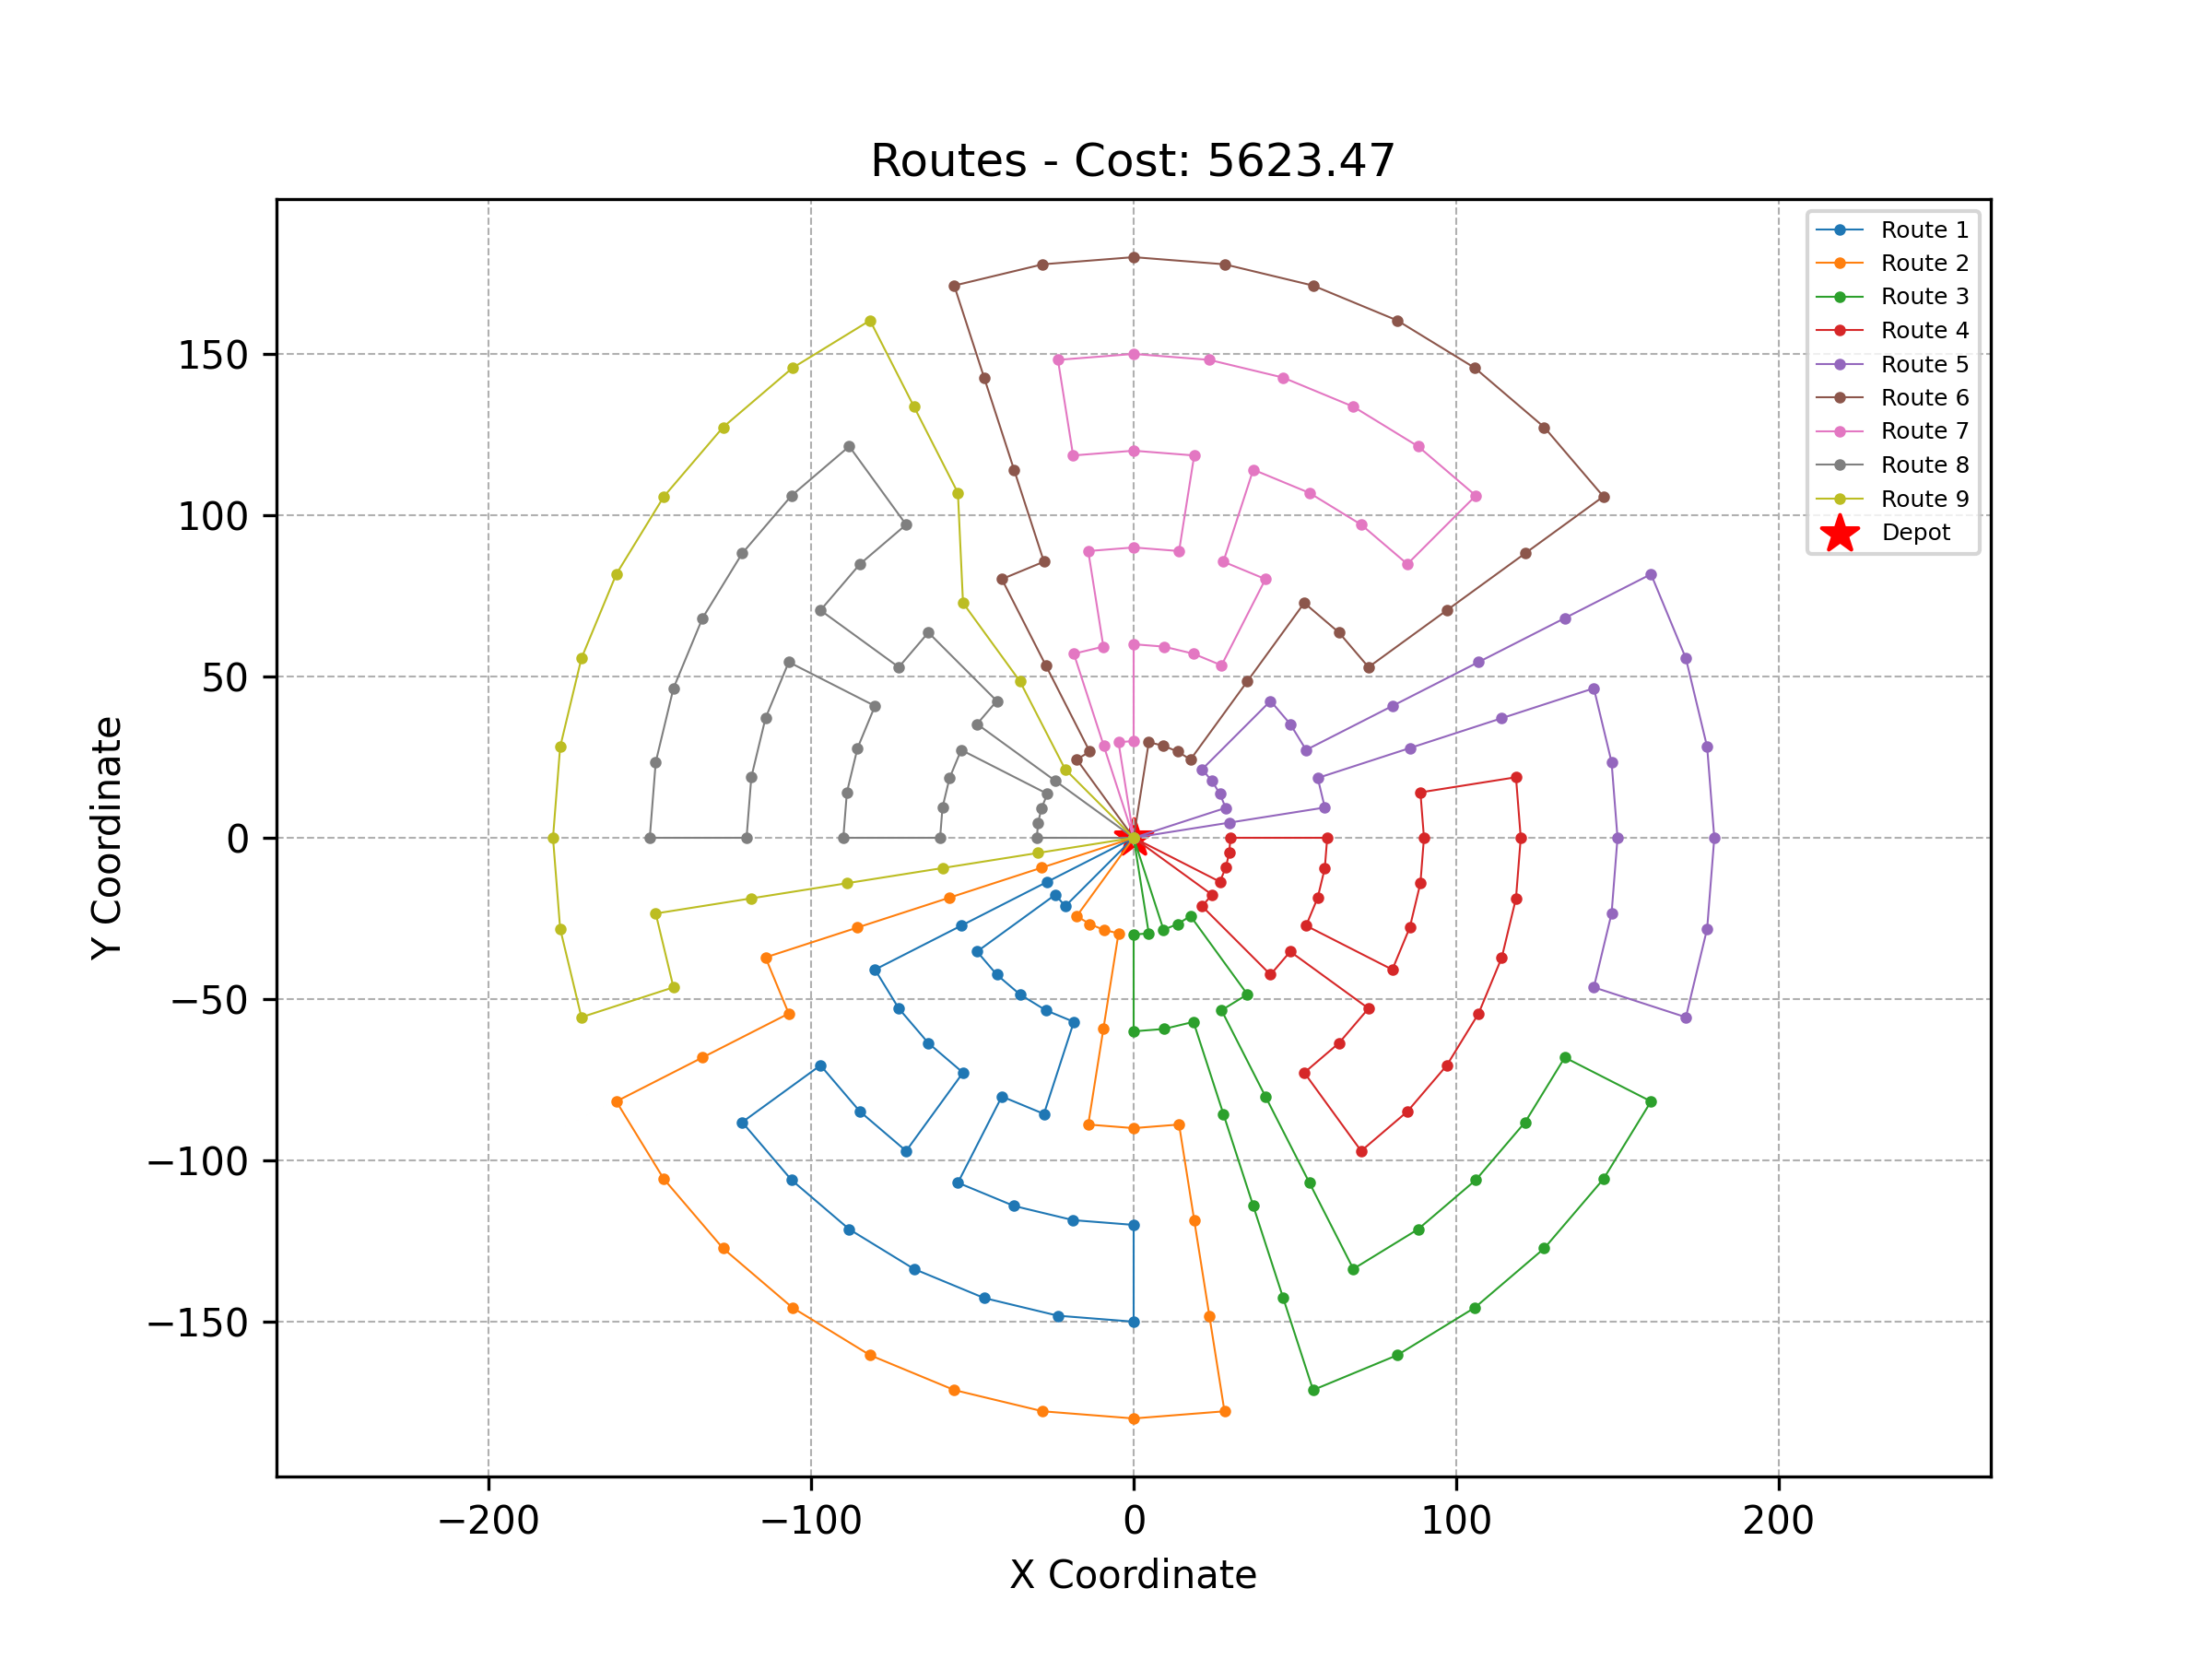 Routes - Cost: 5623.47
Route 1
Route 2
Route 3
Route 4
Route 5
Route 6
Route 7
Route 8
Route 9
Depot
150
100
50
0
−50
−100
−150
Y Coordinate
−200
−100
0
100
200
X Coordinate